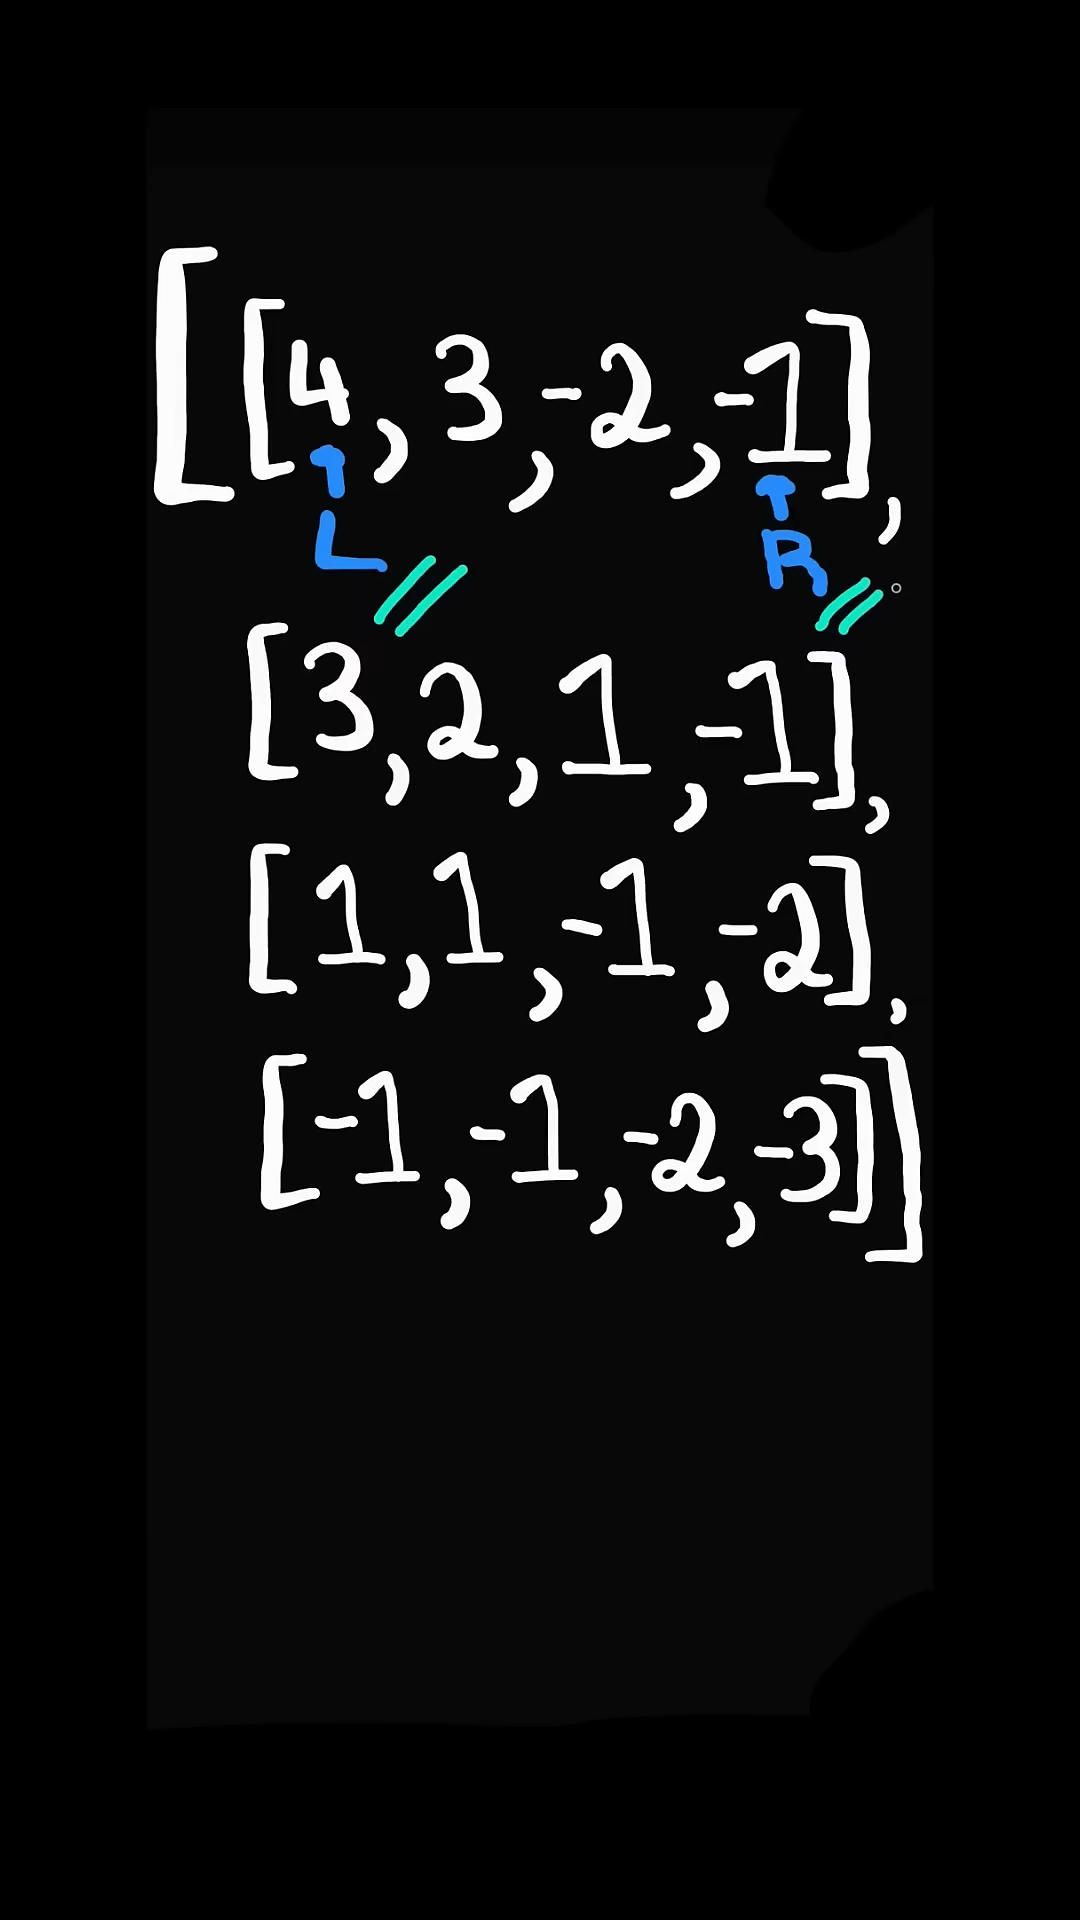 [[4, 3, -2, -1],
L R
[3, 2, 1, -1],
[1, 1, -1, -2],
[-1, -1, -2, -3]]